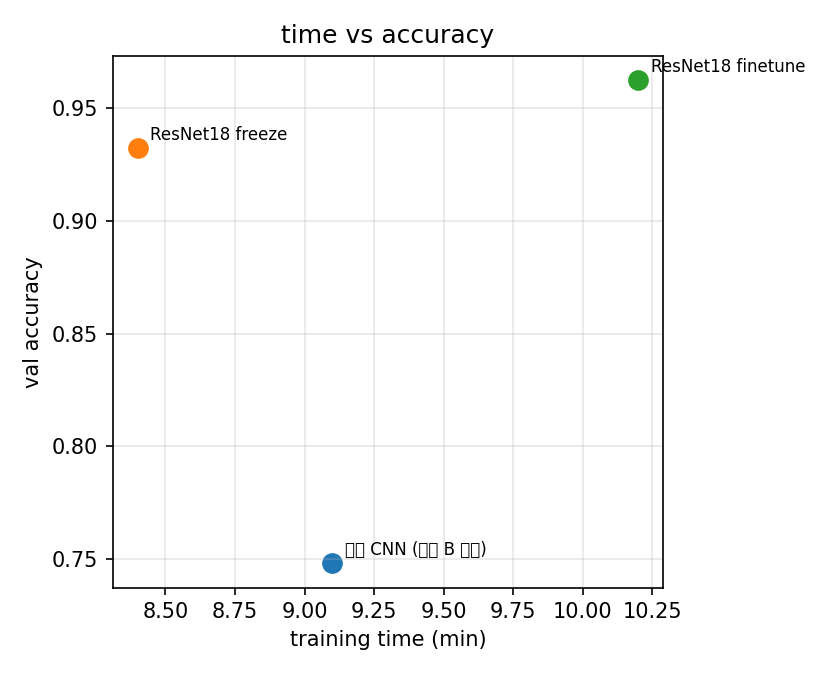 time vs accuracy
ResNet18 finetune
ResNet18 freeze
CNN ( B )
val accuracy
0.95
0.90
0.85
0.80
0.75
8.50 8.75 9.00 9.25 9.50 9.75 10.00 10.25
training time (min)